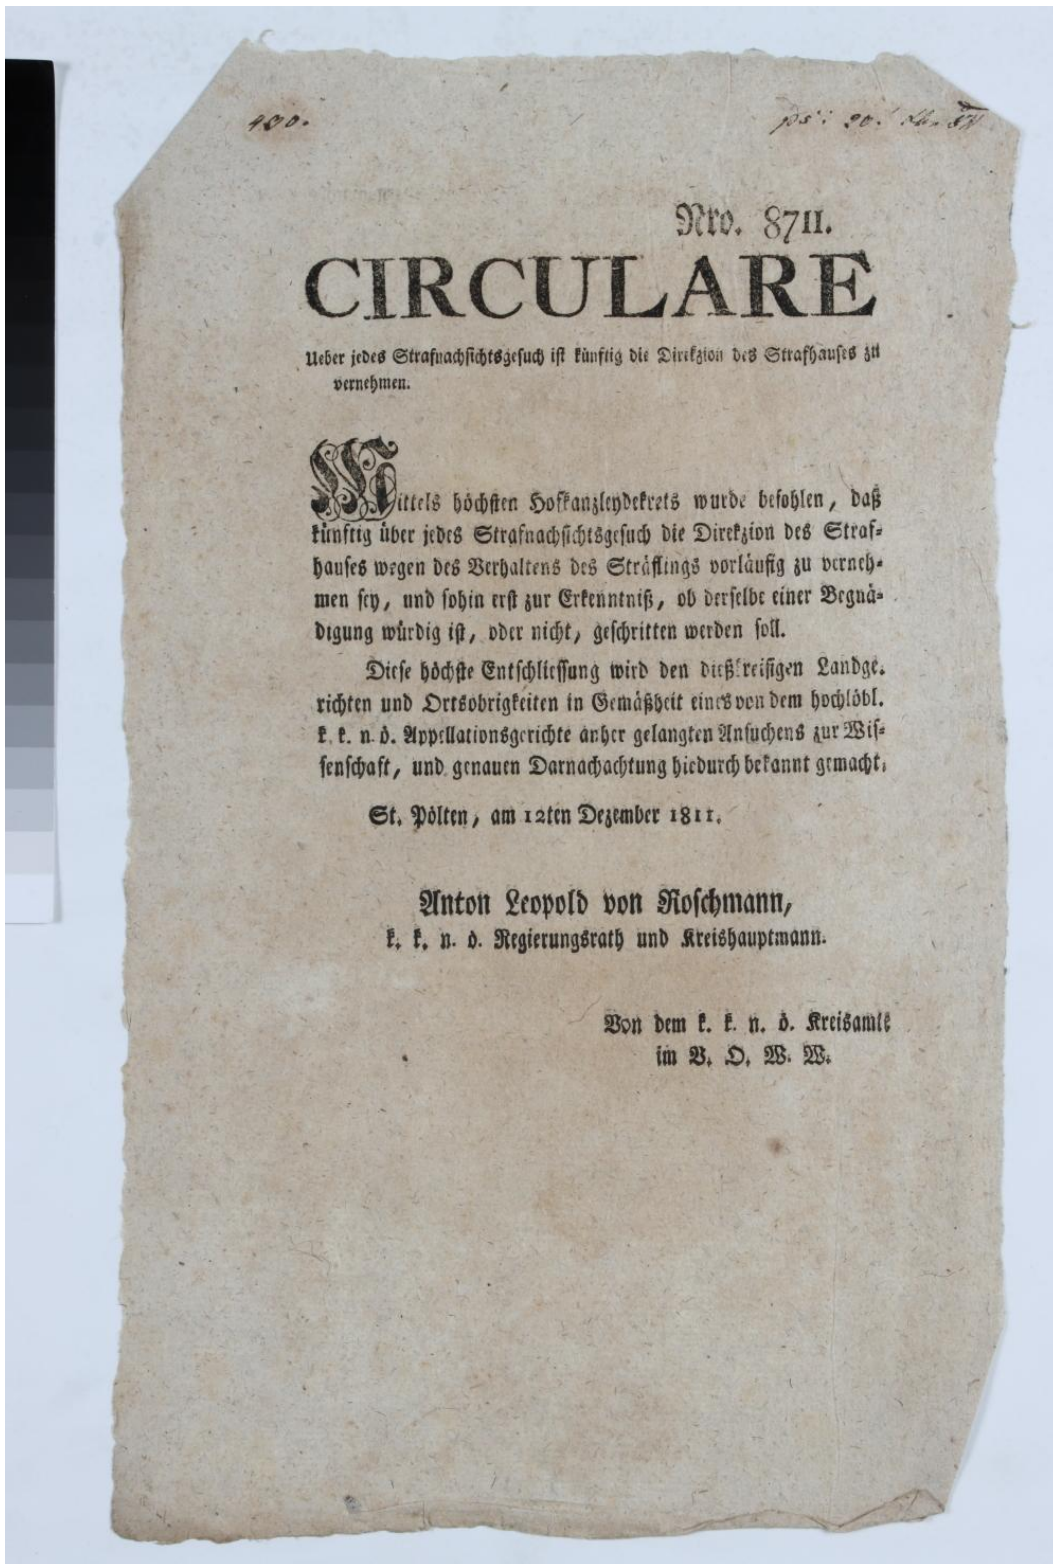 430.
Nro. 8711.
CIRCULARE
Ueber jedes Strafnachsichtsgesuch ist künftig die Direkzion des Strafhauses zu
vernehmen.
Mittels höchsten Hofkanzleydekrets wurde befohlen, daß
künftig über jedes Strafnachsichtsgesuch die Direkzion des Straf-
hauses wegen des Verhaltens des Sträflings vorläufig zu verneh-
men sey, und sohin erst zur Erkenntniß, ob derselbe einer Begnä-
digung würdig ist, oder nicht, geschritten werden soll.
Diese höchste Entschliessung wird den dießkreisigen Landge-
richten und Ortsobrigkeiten in Gemäßheit eines von dem hochlöbl.
k. k. n. ö. Appellationsgerichte anher gelangten Ansuchens zur Wis-
senschaft, und genauen Darnachachtung hiedurch bekannt gemacht.
St. Pölten, am 12ten Dezember 1811.
Anton Leopold von Roschmann,
k. k. n. ö. Regierungsrath und Kreishauptmann.
Von dem k. k. n. ö. Kreisamte
im V. O. W. W.